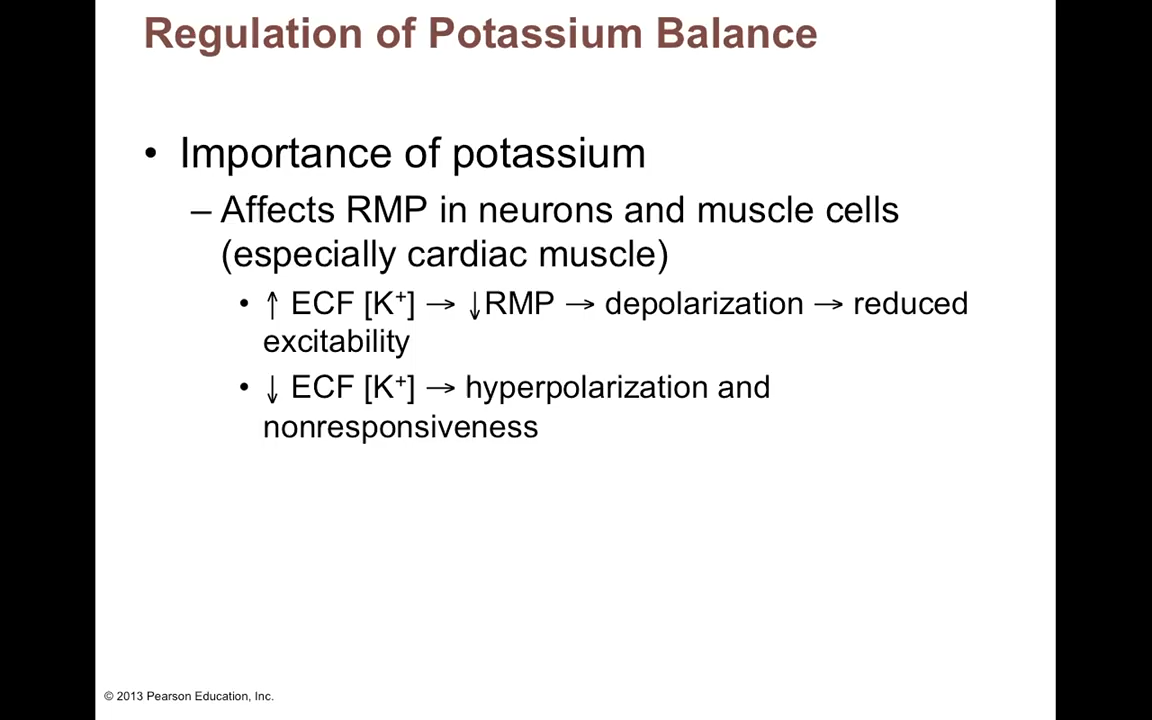 Regulation of Potassium Balance
• Importance of potassium
– Affects RMP in neurons and muscle cells
(especially cardiac muscle)
• ↑ ECF [K⁺] → ↓RMP → depolarization → reduced
excitability
• ↓ ECF [K⁺] → hyperpolarization and
nonresponsiveness
© 2013 Pearson Education, Inc.